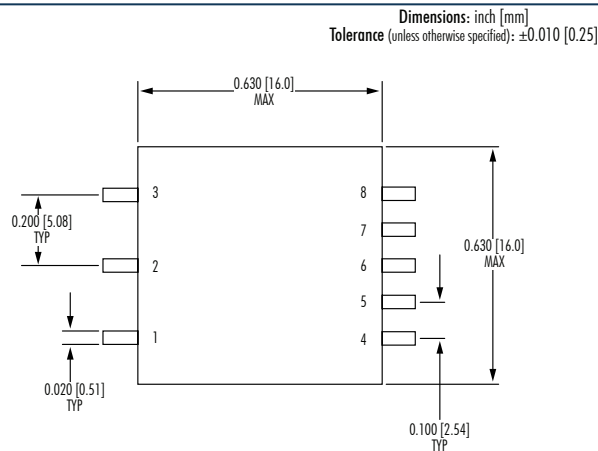 Dimensions: inch [mm]
Tolerance (unless otherwise specified): ±0.010 [0.25]
0.630 [16.0]
MAX
3
8
0.200 [5.08]
TYP
7
0.630 [16.0]
MAX
2
6
5
1
4
0.020 [0.51]
TYP
0.100 [2.54]
TYP